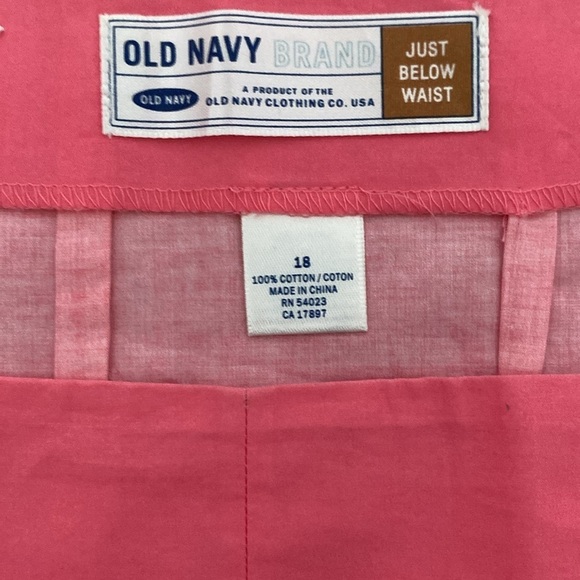 OLD NAVY BRAND
OLD NAVY
A PRODUCT OF THE
OLD NAVY CLOTHING CO. USA
JUST
BELOW
WAIST
18
100% COTTON / COTON
MADE IN CHINA
RN 54023
CA 17897